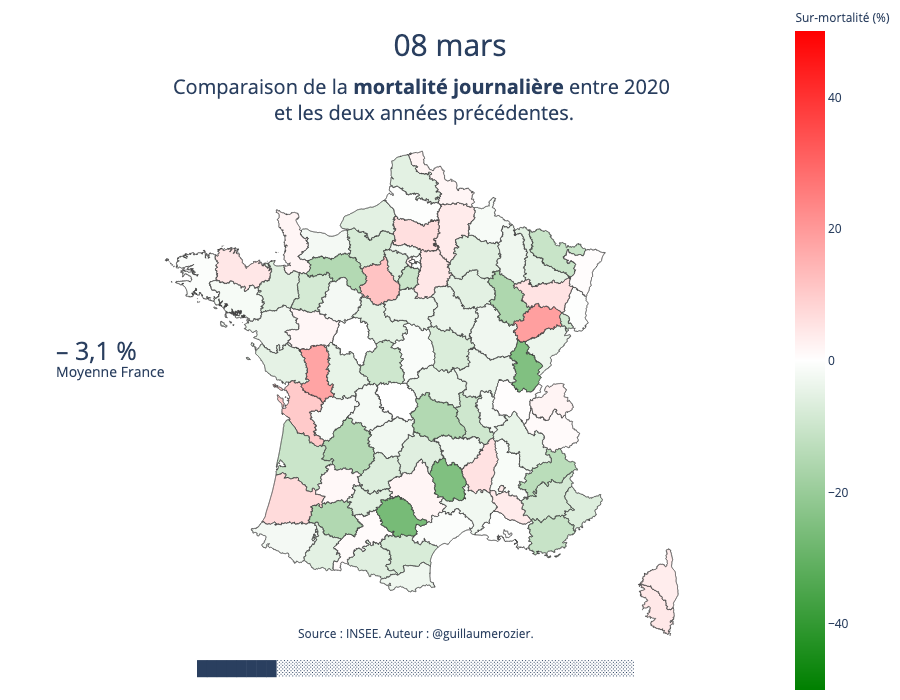 08 mars
Comparaison de la mortalité journalière entre 2020
et les deux années précédentes.
Sur-mortalité (%)
40
20
0
−20
−40
– 3,1 %
Moyenne France
Source : INSEE. Auteur : @guillaumerozier.